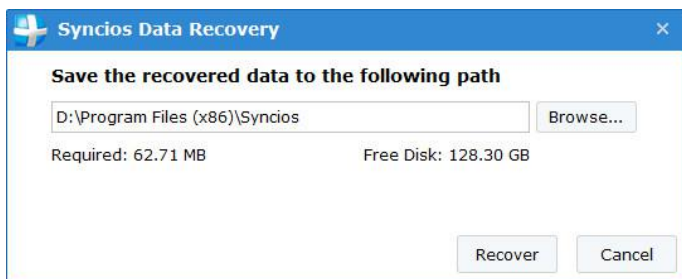 Syncios Data Recovery
Save the recovered data to the following path
D:\Program Files (x86)\Syncios Browse...
Required: 62.71 MB Free Disk: 128.30 GB
Recover Cancel